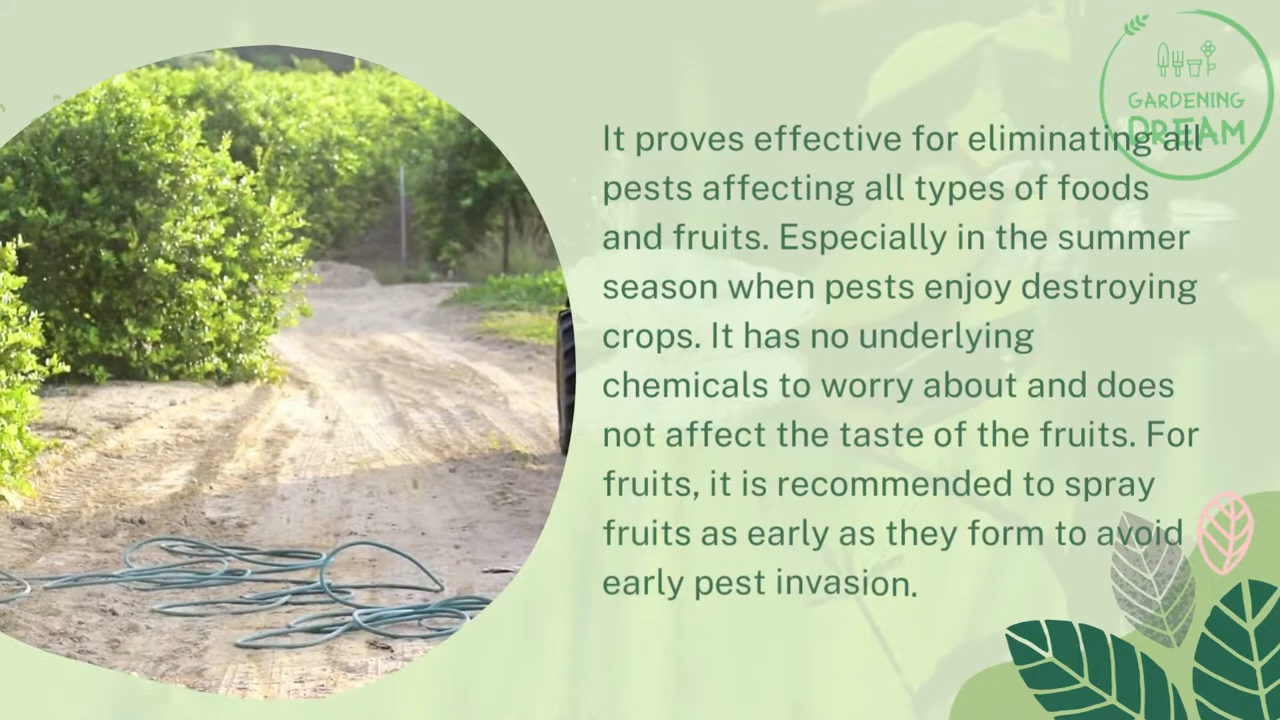 GARDENING
DREAM
It proves effective for eliminating all
pests affecting all types of foods
and fruits. Especially in the summer
season when pests enjoy destroying
crops. It has no underlying
chemicals to worry about and does
not affect the taste of the fruits. For
fruits, it is recommended to spray
fruits as early as they form to avoid
early pest invasion.